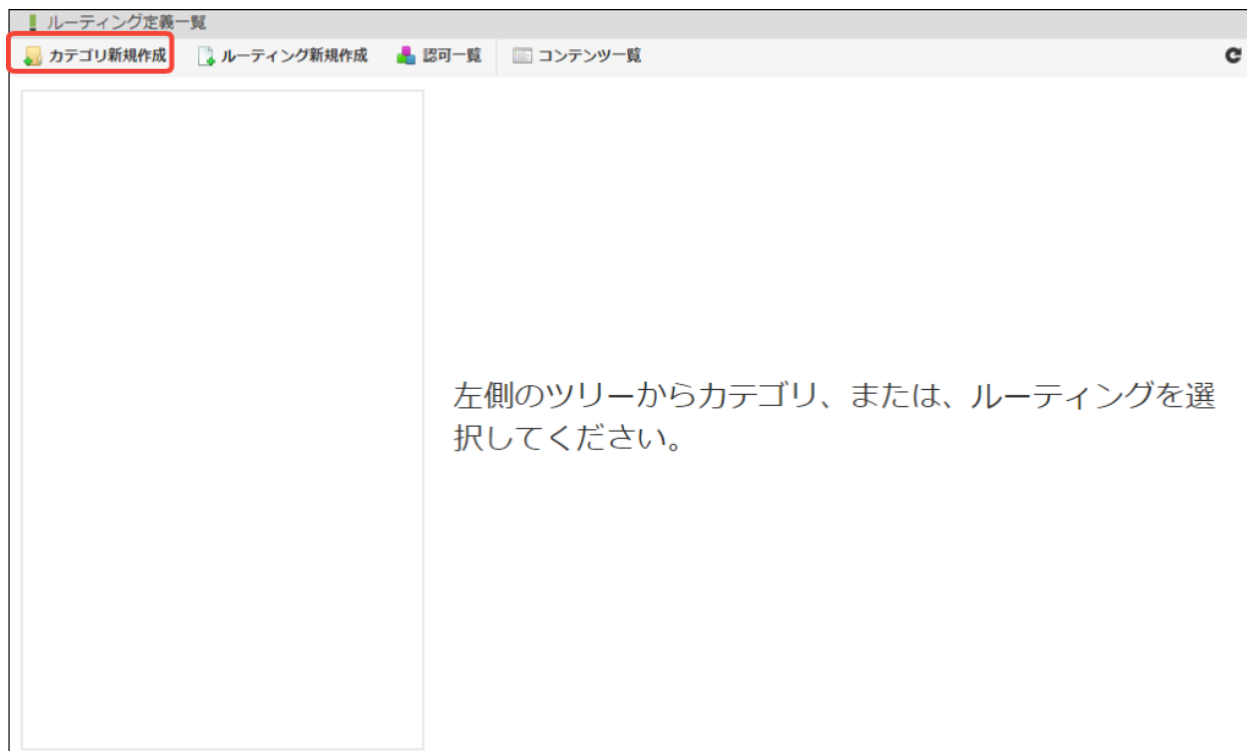 ルーティング定義一覧
カテゴリ新規作成 ルーティング新規作成 認可一覧 コンテンツ一覧
左側のツリーからカテゴリ、または、ルーティングを選
択してください。